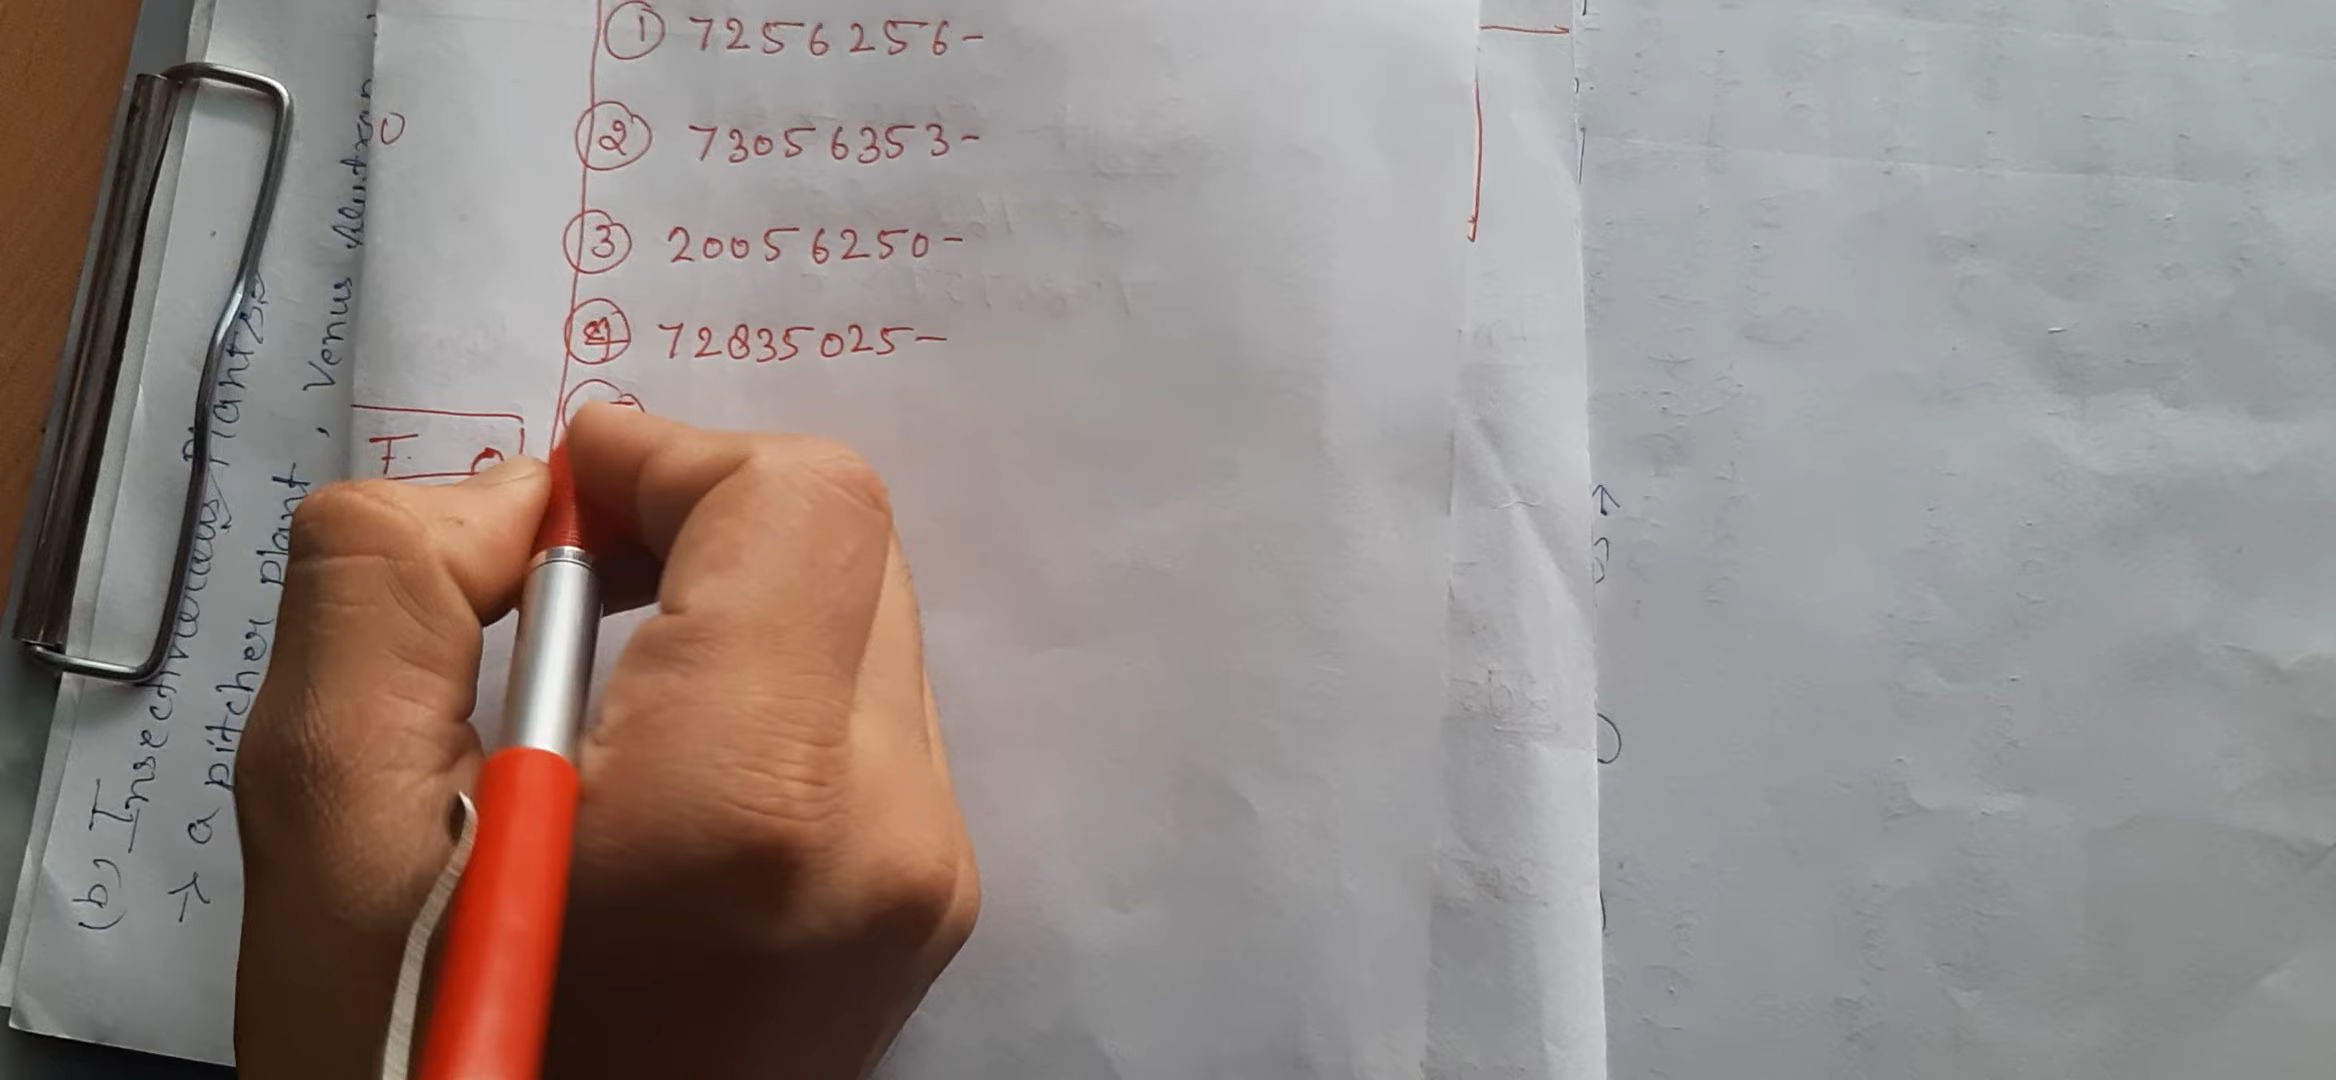 ① 7256256-
② 73056353-
③ 20056250-
④ 72835025-
(b) Insectivorous Plants
→ a pitcher plant, Venus